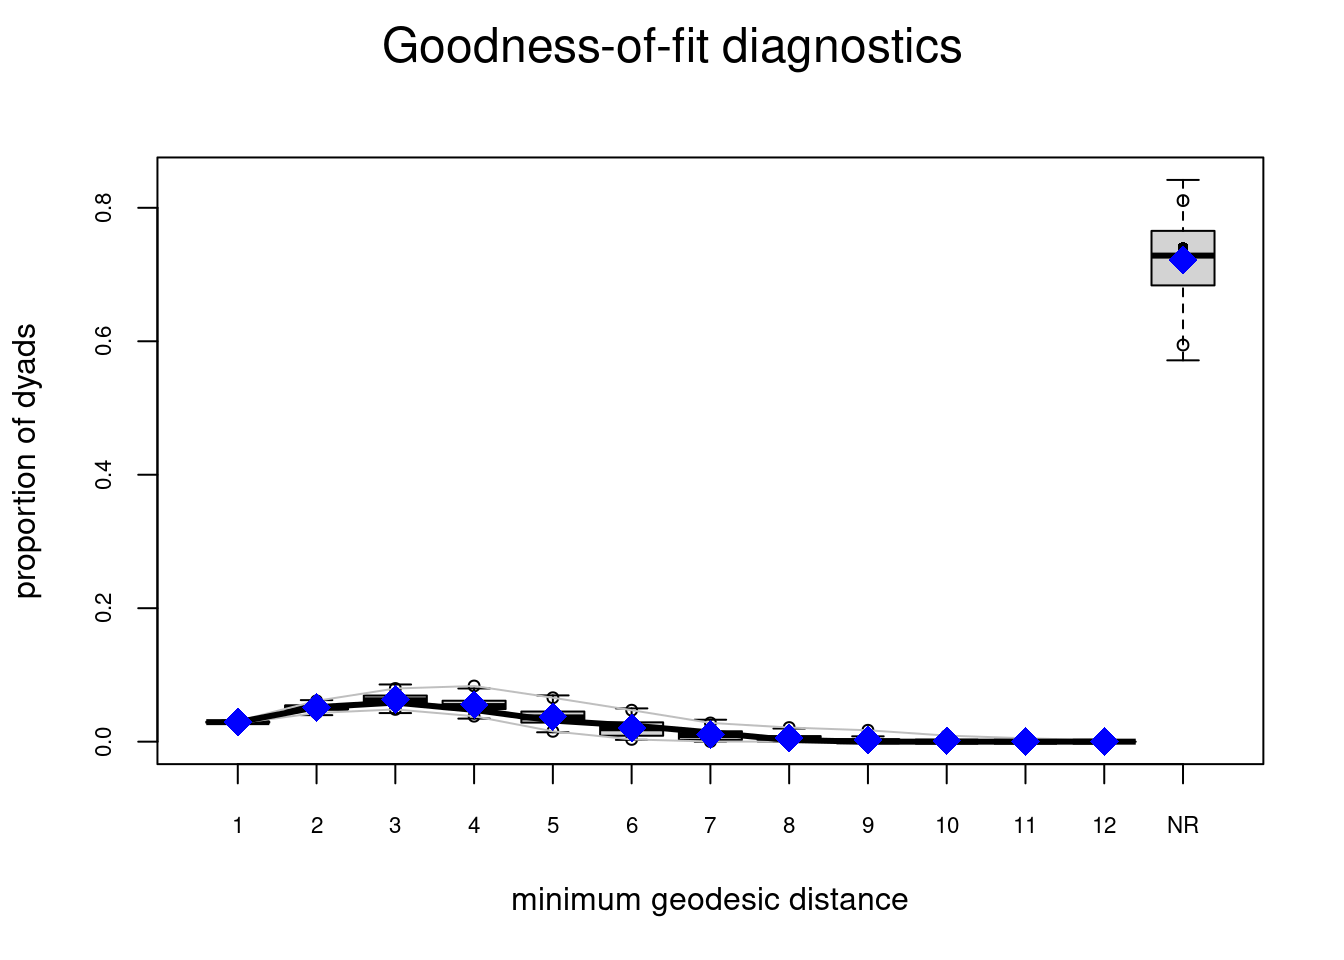 Goodness-of-fit diagnostics
proportion of dyads
0.8
0.6
0.4
0.2
0.0
1 2 3 4 5 6 7 8 9 10 11 12 NR
minimum geodesic distance